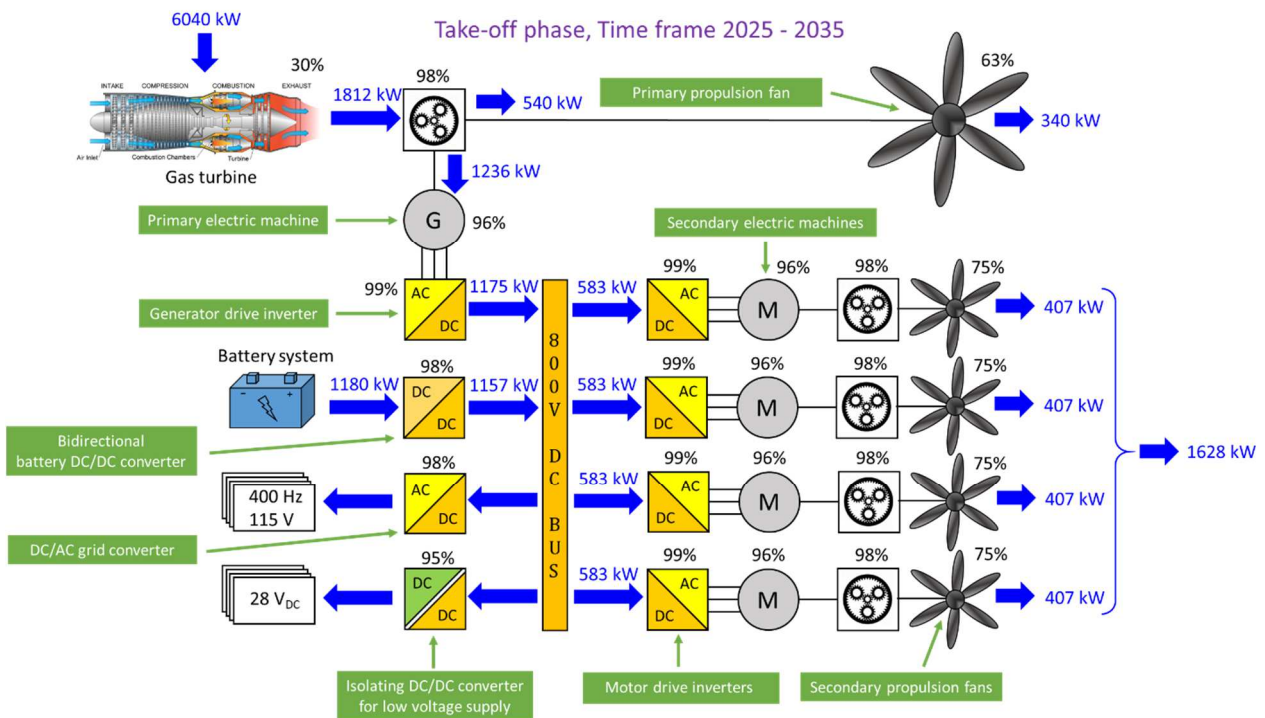 6040 kW
Take-off phase, Time frame 2025 - 2035
30%
INTAKE COMPRESSION COMBUSTION EXHAUST
Air Inlet
Combustion Chambers
Turbine
Gas turbine
1812 kW
98%
540 kW
Primary propulsion fan
63%
340 kW
1236 kW
Primary electric machine
G
96%
Secondary electric machines
99%
AC
DC
1175 kW
583 kW
99%
AC
DC
96%
M
98%
75%
407 kW
Generator drive inverter
Battery system
- +
1180 kW
98%
DC
DC
1157 kW
583 kW
99%
AC
DC
96%
M
98%
75%
407 kW
800V DC BUS
1628 kW
Bidirectional
battery DC/DC converter
400 Hz
115 V
98%
AC
DC
583 kW
99%
AC
DC
96%
M
98%
75%
407 kW
DC/AC grid converter
28 VDC
95%
DC
DC
583 kW
99%
AC
DC
96%
M
98%
75%
407 kW
Isolating DC/DC converter
for low voltage supply
Motor drive inverters
Secondary propulsion fans